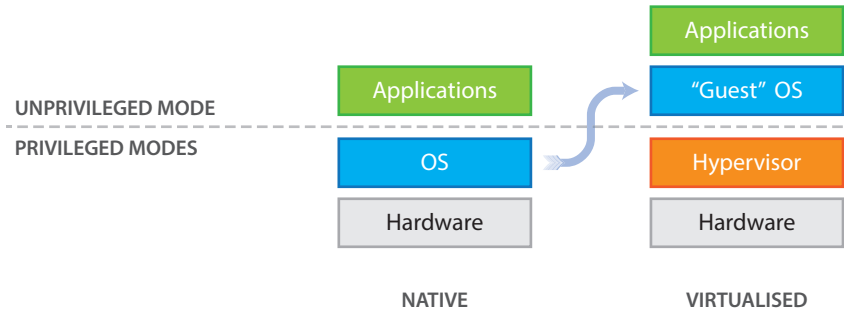 Applications
Applications
“Guest” OS
UNPRIVILEGED MODE
PRIVILEGED MODES
OS
Hypervisor
Hardware
Hardware
NATIVE
VIRTUALISED